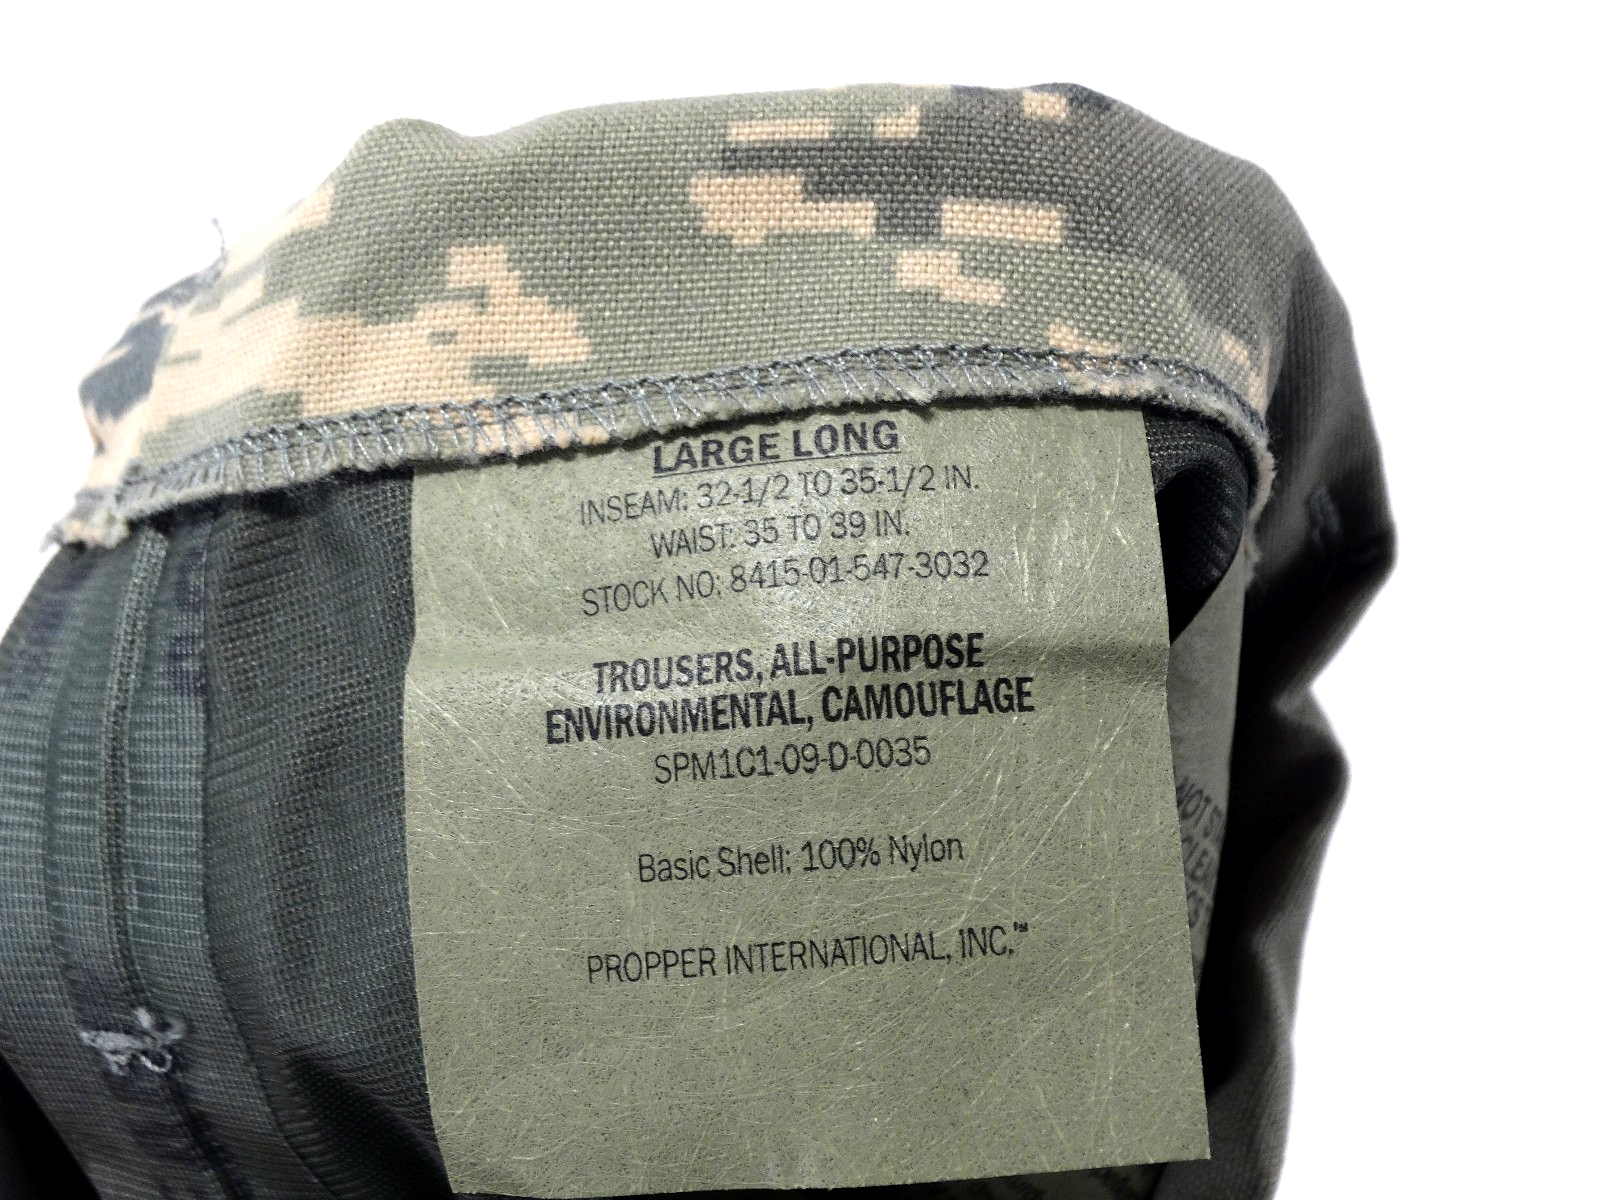 LARGE LONG
INSEAM: 32-1/2 TO 35-1/2 IN.
WAIST: 35 TO 39 IN.
STOCK NO: 8415-01-547-3032
TROUSERS, ALL-PURPOSE
ENVIRONMENTAL, CAMOUFLAGE
SPM1C1-09-D-0035
Basic Shell: 100% Nylon
PROPPER INTERNATIONAL, INC.™